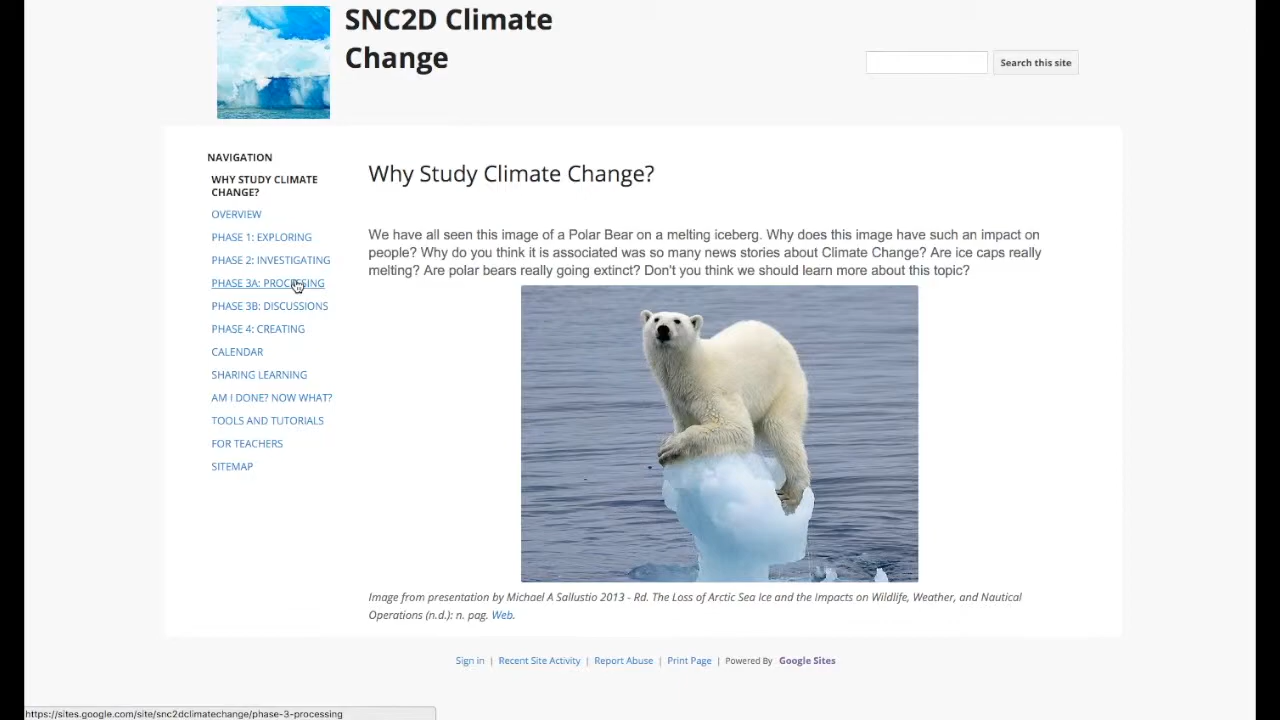 SNC2D Climate
Change
Search this site
NAVIGATION
WHY STUDY CLIMATE
CHANGE?
OVERVIEW
PHASE 1: EXPLORING
PHASE 2: INVESTIGATING
PHASE 3A: PROCESSING
PHASE 3B: DISCUSSIONS
PHASE 4: CREATING
CALENDAR
SHARING LEARNING
AM I DONE? NOW WHAT?
TOOLS AND TUTORIALS
FOR TEACHERS
SITEMAP
Why Study Climate Change?
We have all seen this image of a Polar Bear on a melting iceberg. Why does this image have such an impact on
people? Why do you think it is associated was so many news stories about Climate Change? Are ice caps really
melting? Are polar bears really going extinct? Don't you think we should learn more about this topic?
Image from presentation by Michael A Sallustio 2013 - Rd. The Loss of Arctic Sea Ice and the Impacts on Wildlife, Weather, and Nautical
Operations (n.d.): n. pag. Web.
Sign in | Recent Site Activity | Report Abuse | Print Page | Powered By Google Sites
https://sites.google.com/site/snc2dclimatechange/phase-3-processing